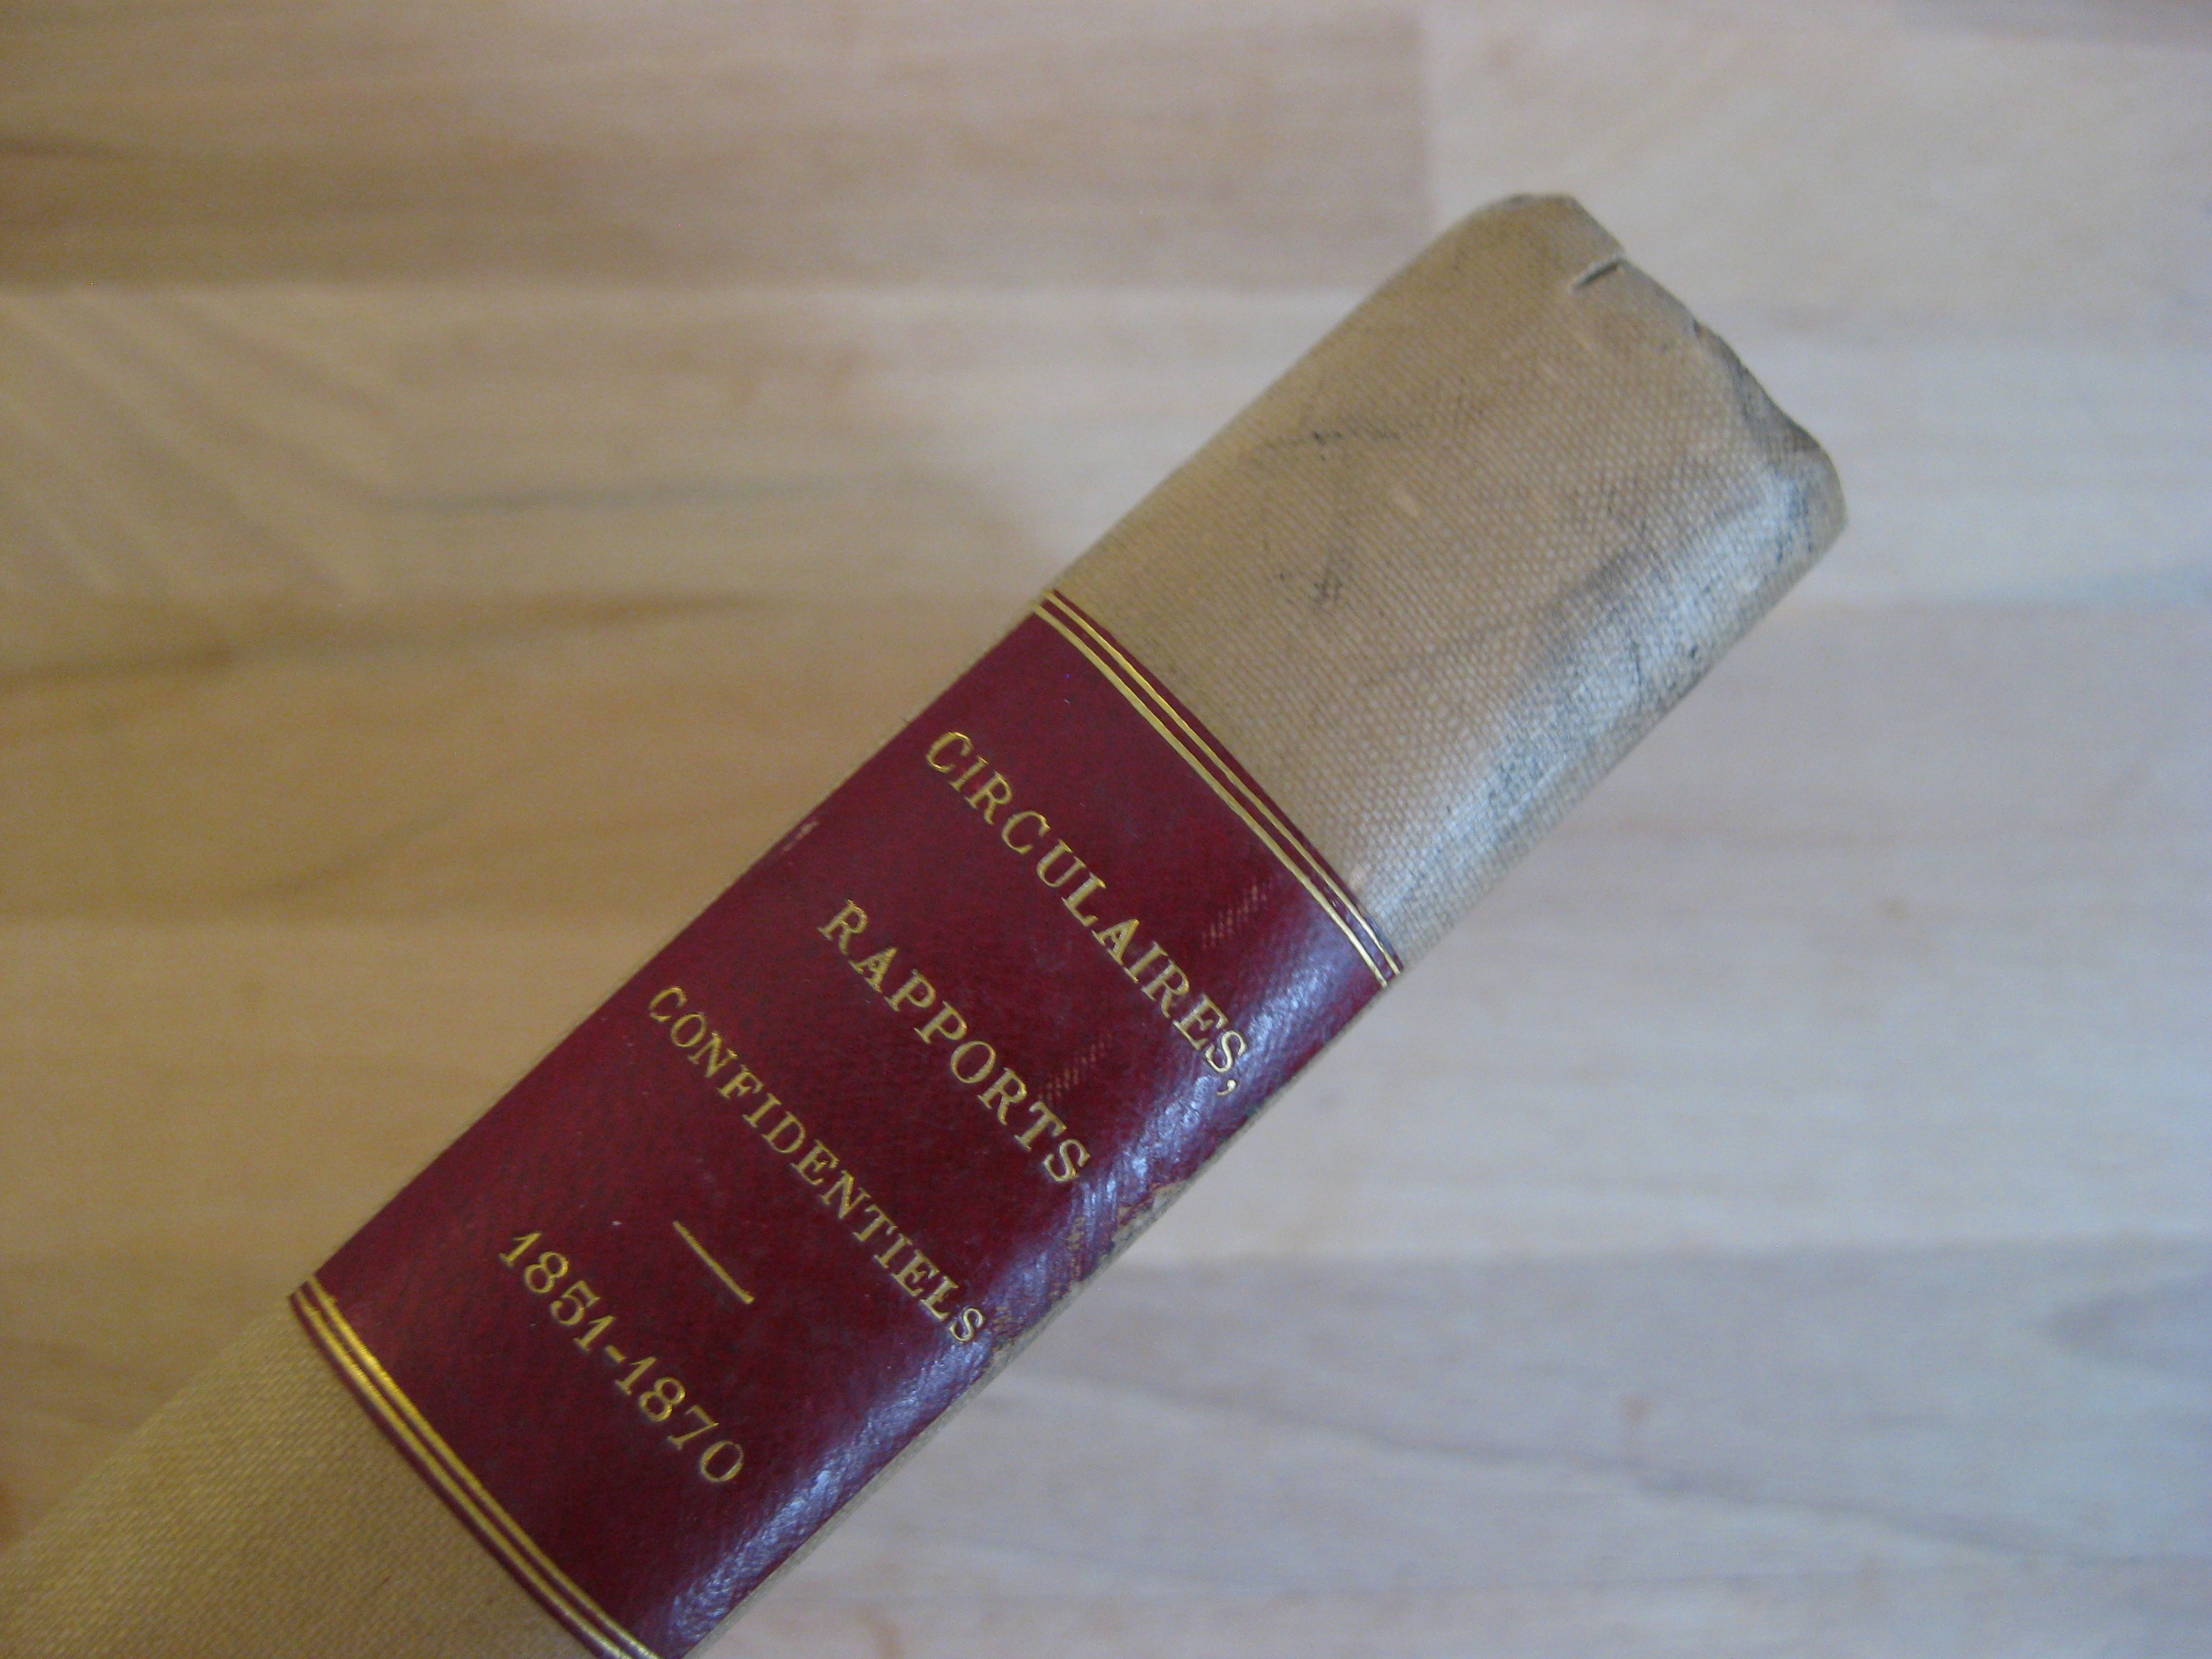 CIRCULAIRES,
RAPPORTS
CONFIDENTIELS
1851-1870